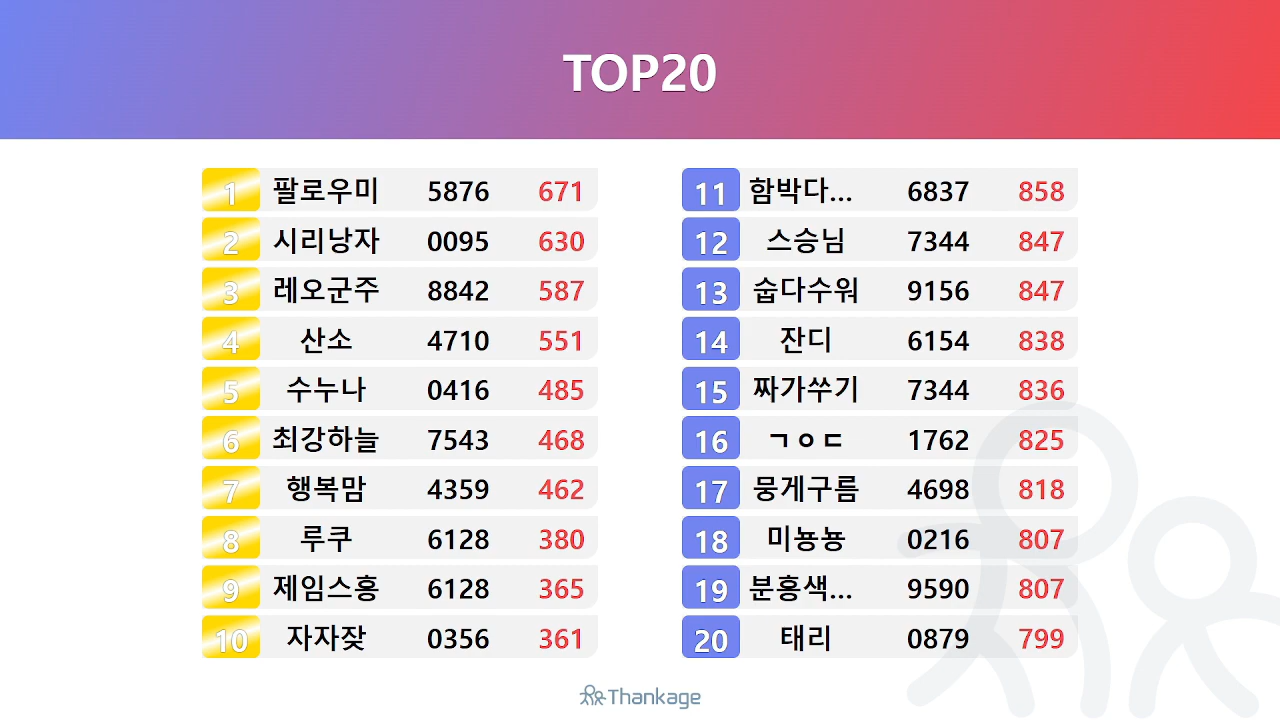 TOP20
1 팔로우미 5876 671
2 시리낭자 0095 630
3 레오군주 8842 587
4 산소 4710 551
5 수누나 0416 485
6 최강하늘 7543 468
7 행복맘 4359 462
8 루쿠 6128 380
9 제임스홍 6128 365
10 자자잦 0356 361
11 함박다... 6837 858
12 스승님 7344 847
13 숩다수워 9156 847
14 잔디 6154 838
15 짜가쑤기 7344 836
16 ㄱㅇㄷ 1762 825
17 뭉게구름 4698 818
18 미뇽뇽 0216 807
19 분홍색... 9590 807
20 태리 0879 799
Thankage